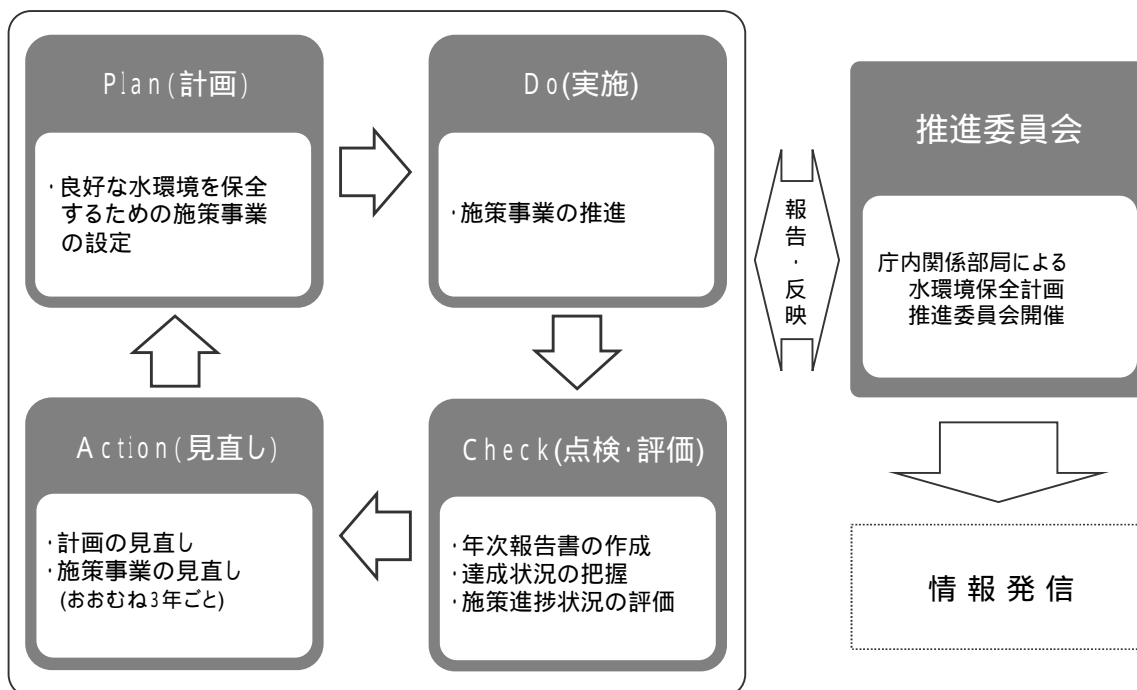 Plan(計画)
・良好な水環境を保全
するための施策事業
の設定
Do(実施)
・施策事業の推進
Action(見直し)
・計画の見直し
・施策事業の見直し
(おおむね3年ごと)
Check(点検・評価)
・年次報告書の作成
・達成状況の把握
・施策進捗状況の評価
報告・反映
推進委員会
庁内関係部局による
水環境保全計画
推進委員会開催
情報発信